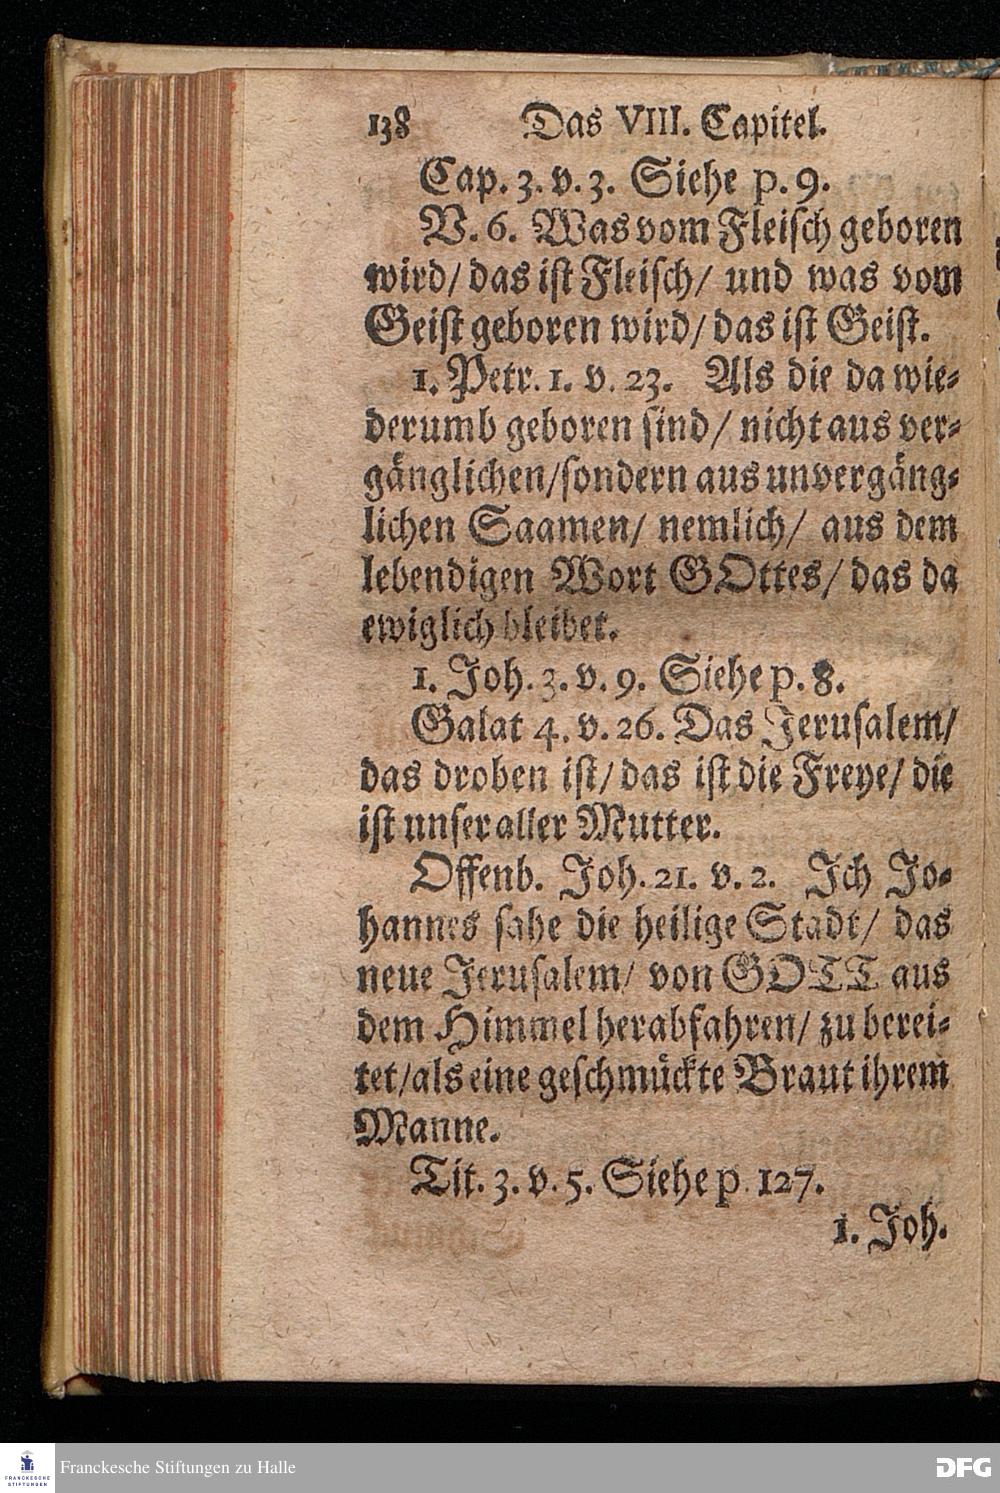 138 Das VIII. Capitel.
Cap. 3. v. 3. Siehe p. 9.
V. 6. Was vom Fleisch geboren
wird/ das ist Fleisch/ und was vom
Geist geboren wird/ das ist Geist.
1. Petr. 1. v. 23. Als die da wie-
derumb geboren sind/ nicht aus ver-
gänglichen/ sondern aus unvergäng-
lichen Saamen/ nemlich/ aus dem
lebendigen Wort GOttes/ das da
ewiglich bleibet.
1. Joh. 3. v. 9. Siehe p. 8.
Galat 4. v. 26. Das Jerusalem/
das droben ist/ das ist die Freye/ die
ist unser aller Mutter.
Offenb. Joh. 21. v. 2. Ich Jo-
hannes sahe die heilige Stadt/ das
neue Jerusalem/ von GOTT aus
dem Himmel herabfahren/ zu berei-
tet/ als eine geschmückte Braut ihrem
Manne.
Tit. 3. v. 5. Siehe p. 127.
1. Joh.
FRANCKESCHE
STIFTUNGEN
Franckesche Stiftungen zu Halle
DFG